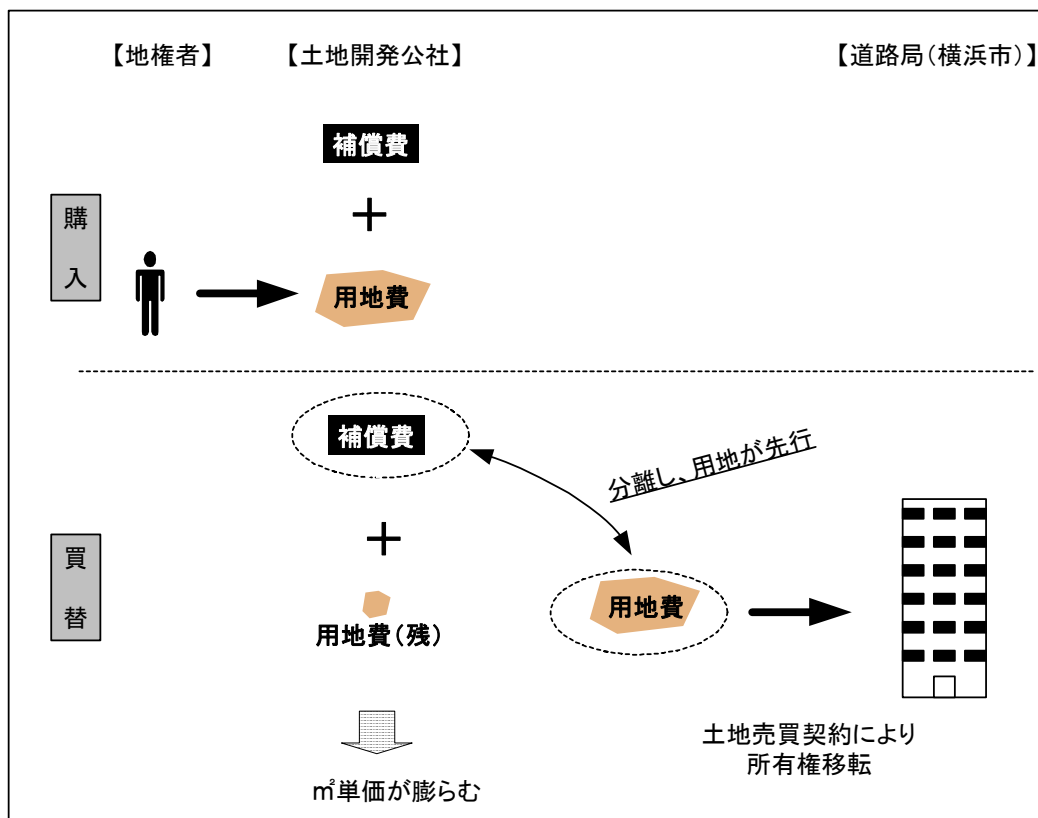 【地権者】
【土地開発公社】
【道路局（横浜市）】
補償費
＋
購
入
用地費
補償費
分離し、用地が先行
＋
買
替
用地費
用地費（残）
土地売買契約により
所有権移転
㎡単価が膨らむ